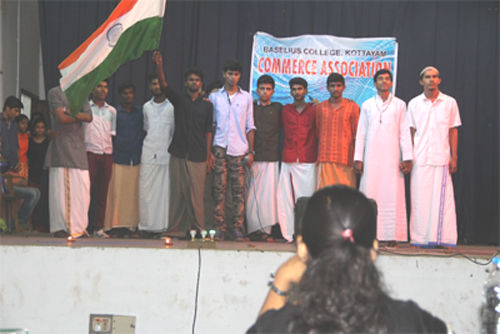 BASELIUS COLLEGE, KOTTAYAM
COMMERCE ASSOCIATION